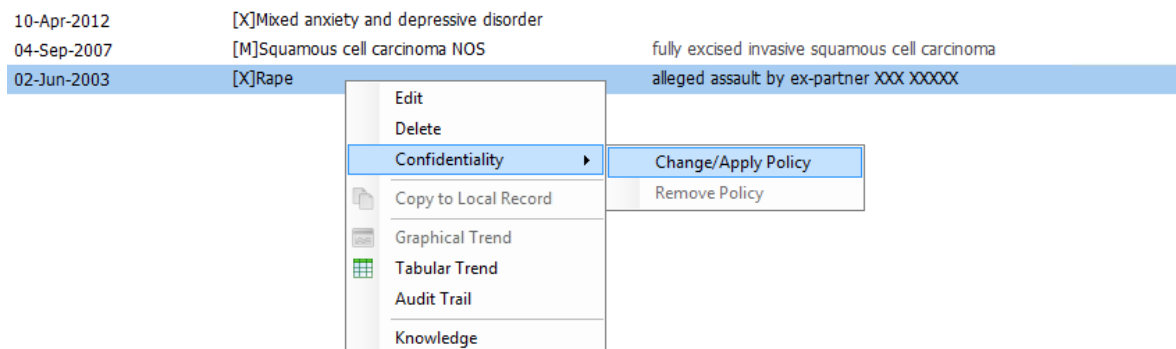 10-Apr-2012 [X]Mixed anxiety and depressive disorder
04-Sep-2007 [M]Squamous cell carcinoma NOS fully excised invasive squamous cell carcinoma
02-Jun-2003 [X]Rape alleged assault by ex-partner XXX XXXXX
Edit
Delete
Confidentiality
Change/Apply Policy
Remove Policy
Copy to Local Record
Graphical Trend
Tabular Trend
Audit Trail
Knowledge